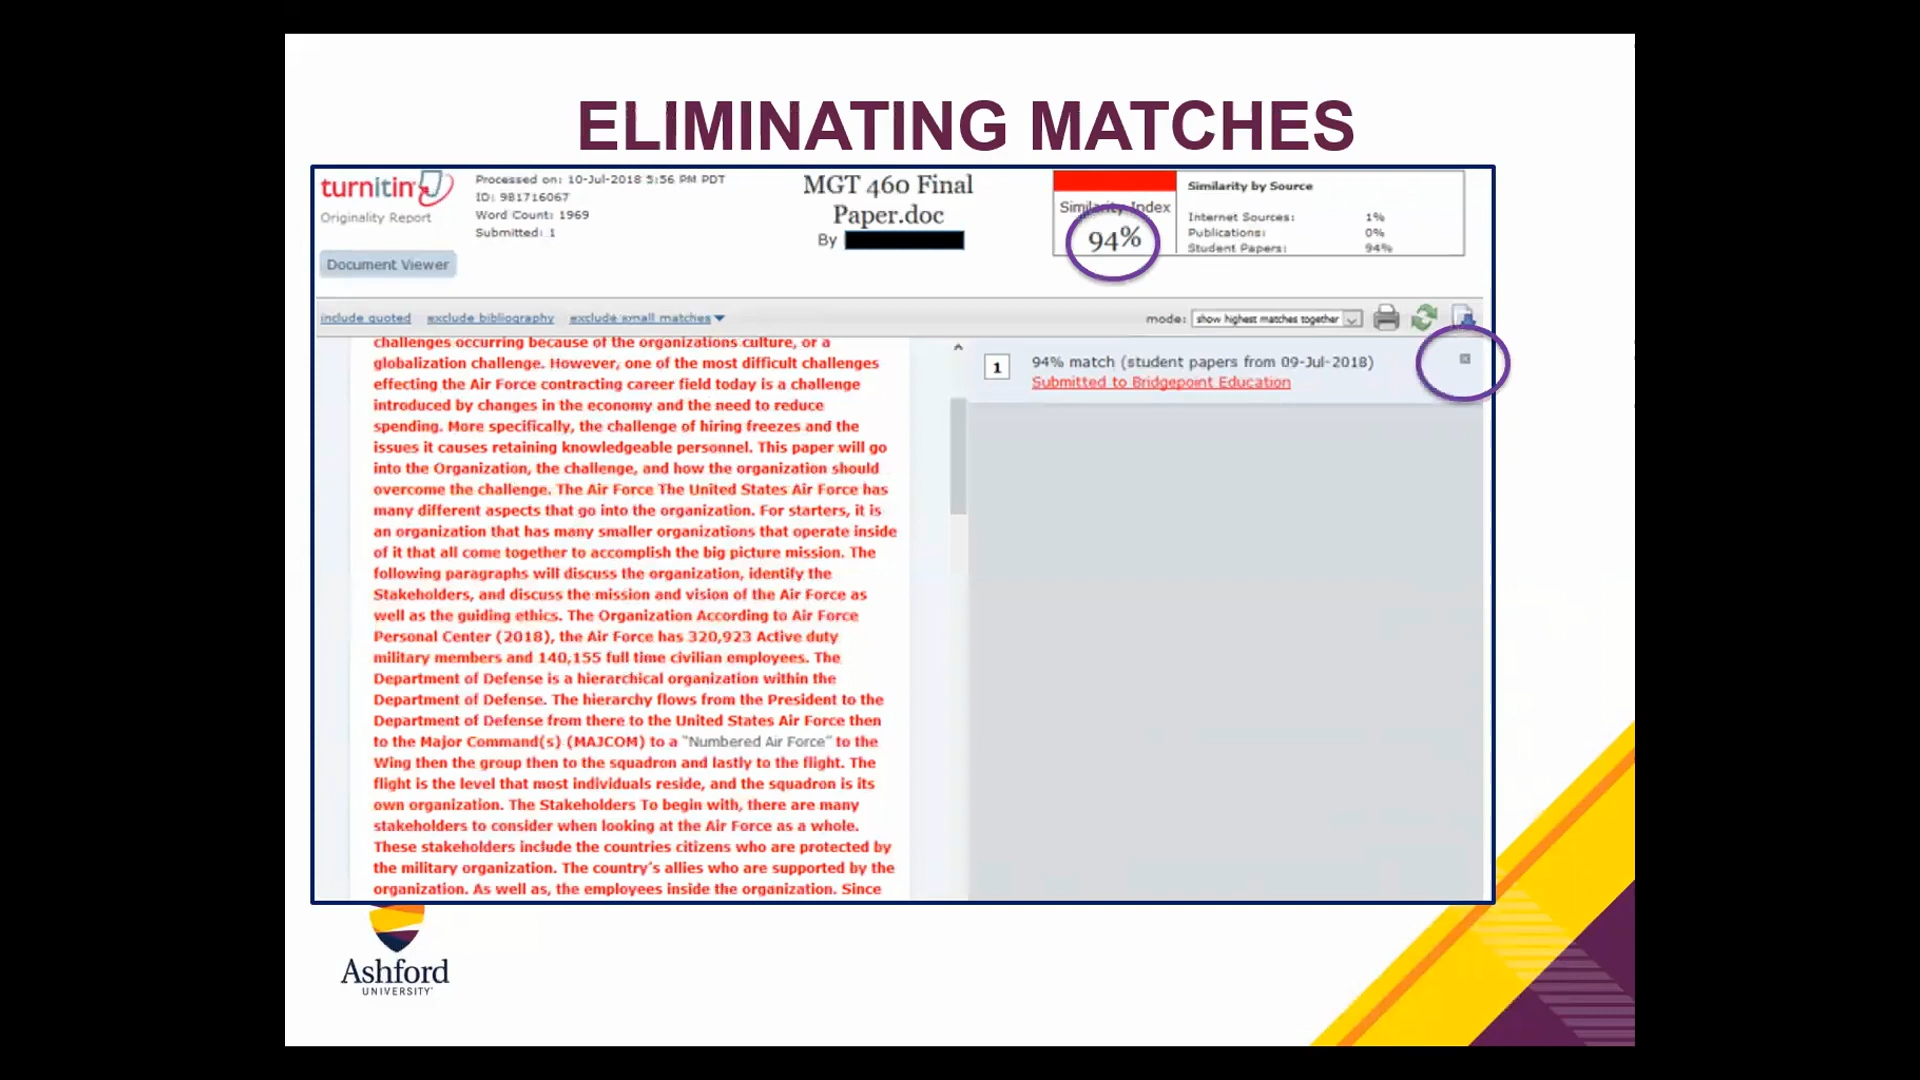 ELIMINATING MATCHES
turnitin
Originality Report
Processed on: 10-Jul-2018 5:56 PM PDT
ID: 981716067
Word Count: 1969
Submitted: 1
Document Viewer
MGT 460 Final
Paper.doc
By
Similarity Index
94%
Similarity by Source
Internet Sources: 1%
Publications: 0%
Student Papers: 94%
include quoted exclude bibliography exclude small matches
mode: show highest matches together
challenges occurring because of the organizations culture, or a
globalization challenge. However, one of the most difficult challenges
effecting the Air Force contracting career field today is a challenge
introduced by changes in the economy and the need to reduce
spending. More specifically, the challenge of hiring freezes and the
issues it causes retaining knowledgeable personnel. This paper will go
into the Organization, the challenge, and how the organization should
overcome the challenge. The Air Force The United States Air Force has
many different aspects that go into the organization. For starters, it is
an organization that has many smaller organizations that operate inside
of it that all come together to accomplish the big picture mission. The
following paragraphs will discuss the organization, identify the
Stakeholders, and discuss the mission and vision of the Air Force as
well as the guiding ethics. The Organization According to Air Force
Personal Center (2018), the Air Force has 320,923 Active duty
military members and 140,155 full time civilian employees. The
Department of Defense is a hierarchical organization within the
Department of Defense. The hierarchy flows from the President to the
Department of Defense from there to the United States Air Force then
to the Major Command(s) (MAJCOM) to a "Numbered Air Force" to the
Wing then the group then to the squadron and lastly to the flight. The
flight is the level that most individuals reside, and the squadron is its
own organization. The Stakeholders To begin with, there are many
stakeholders to consider when looking at the Air Force as a whole.
These stakeholders include the countries citizens who are protected by
the military organization. The country's allies who are supported by the
organization. As well as, the employees inside the organization. Since
1
94% match (student papers from 09-Jul-2018)
Submitted to Bridgepoint Education
Ashford
UNIVERSITY